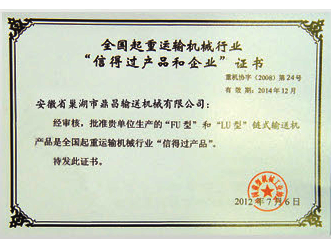 全国起重运输机械行业
“信得过产品和企业”证书
重机协字(2008)第24号
有效期：2014年12月
安徽省巢湖市鼎昌输送机械有限公司：
经审核，批准贵单位生产的“FU型”和“LU型”链式输送机
产品是全国起重运输机械行业“信得过产品”。
特发此证书。
2012年7月6日